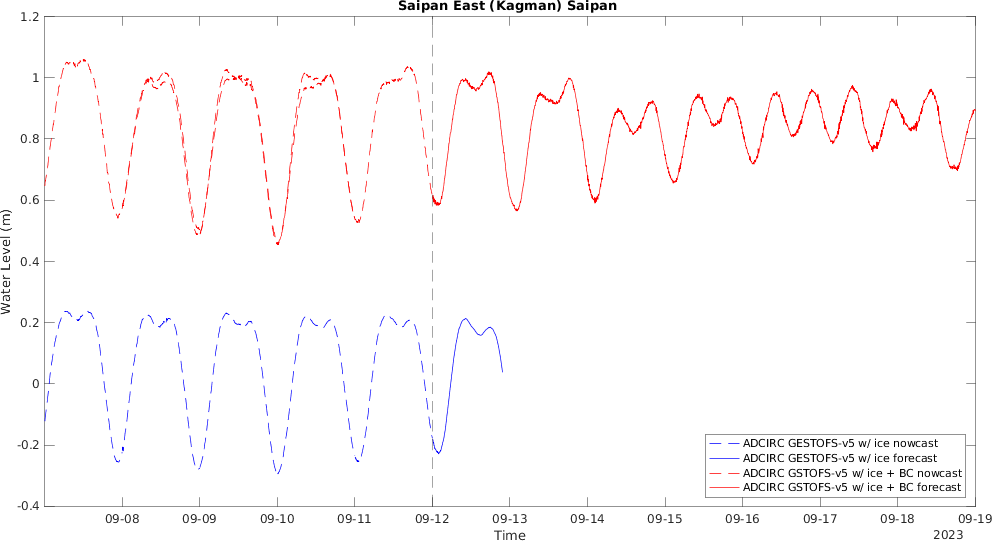 Saipan East (Kagman) Saipan
1.2
1
0.8
0.6
0.4
0.2
0
-0.2
-0.4
Water Level (m)
ADCIRC GESTOFS-v5 w/ ice nowcast
ADCIRC GESTOFS-v5 w/ ice forecast
ADCIRC GSTOFS-v5 w/ ice + BC nowcast
ADCIRC GSTOFS-v5 w/ ice + BC forecast
09-08 09-09 09-10 09-11 09-12 09-13 09-14 09-15 09-16 09-17 09-18 09-19
Time
2023